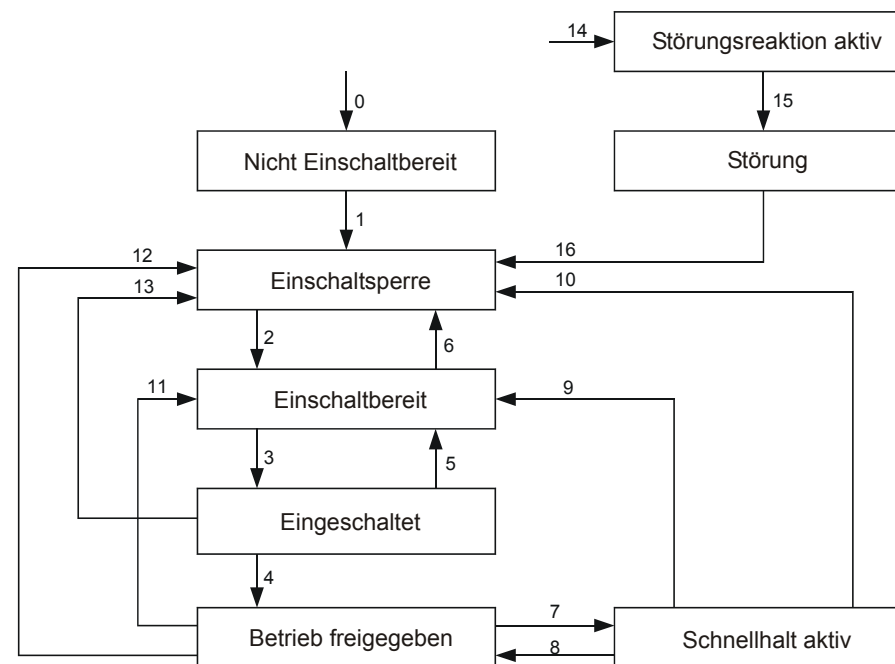 14
Störungsreaktion aktiv
0
15
Nicht Einschaltbereit
Störung
1
12
16
Einschaltsperre
13
10
2
6
11
Einschaltbereit
9
3
5
Eingeschaltet
4
7
Betrieb freigegeben
Schnellhalt aktiv
8